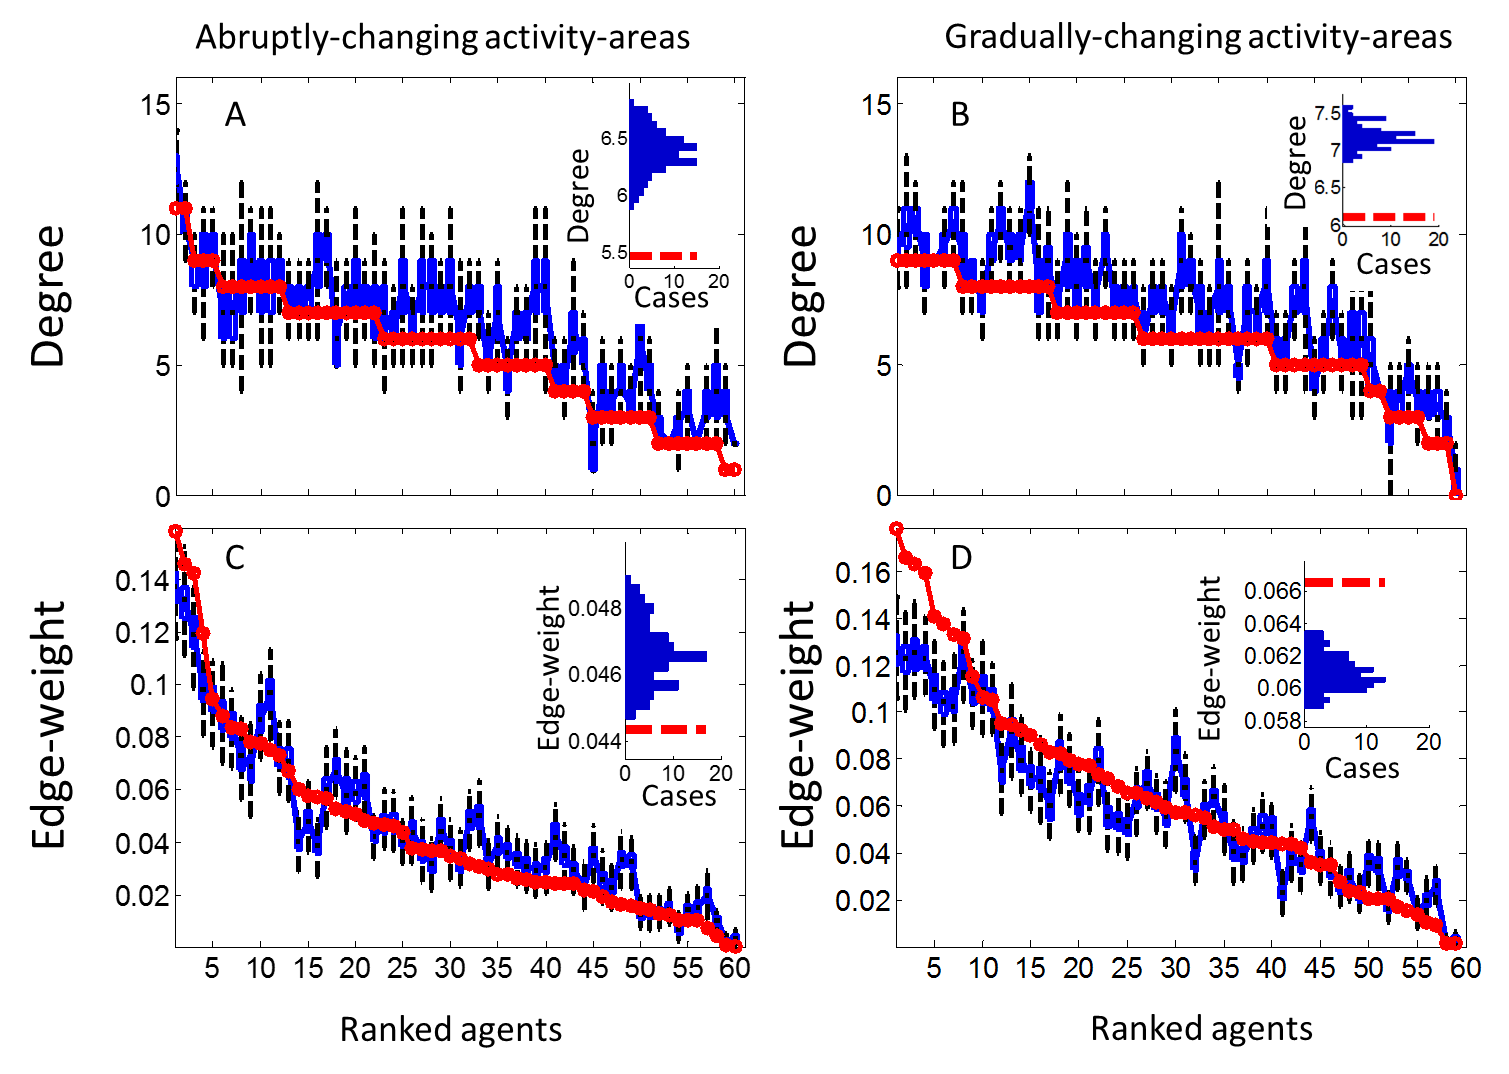 Abruptly-changing activity-areas
Gradually-changing activity-areas
A
15
10
5
0
Degree
6.5
6
5.5
0 10 20
Degree
Cases
B
15
10
5
0
Degree
7.5
7
6.5
6
0 10 20
Degree
Cases
C
0.14
0.12
0.1
0.08
0.06
0.04
0.02
Edge-weight
0.048
0.046
0.044
0 10 20
Edge-weight
Cases
5 10 15 20 25 30 35 40 45 50 55 60
Ranked agents
D
0.16
0.14
0.12
0.1
0.08
0.06
0.04
0.02
Edge-weight
0.066
0.064
0.062
0.06
0.058
0 10 20
Edge-weight
Cases
5 10 15 20 25 30 35 40 45 50 55 60
Ranked agents